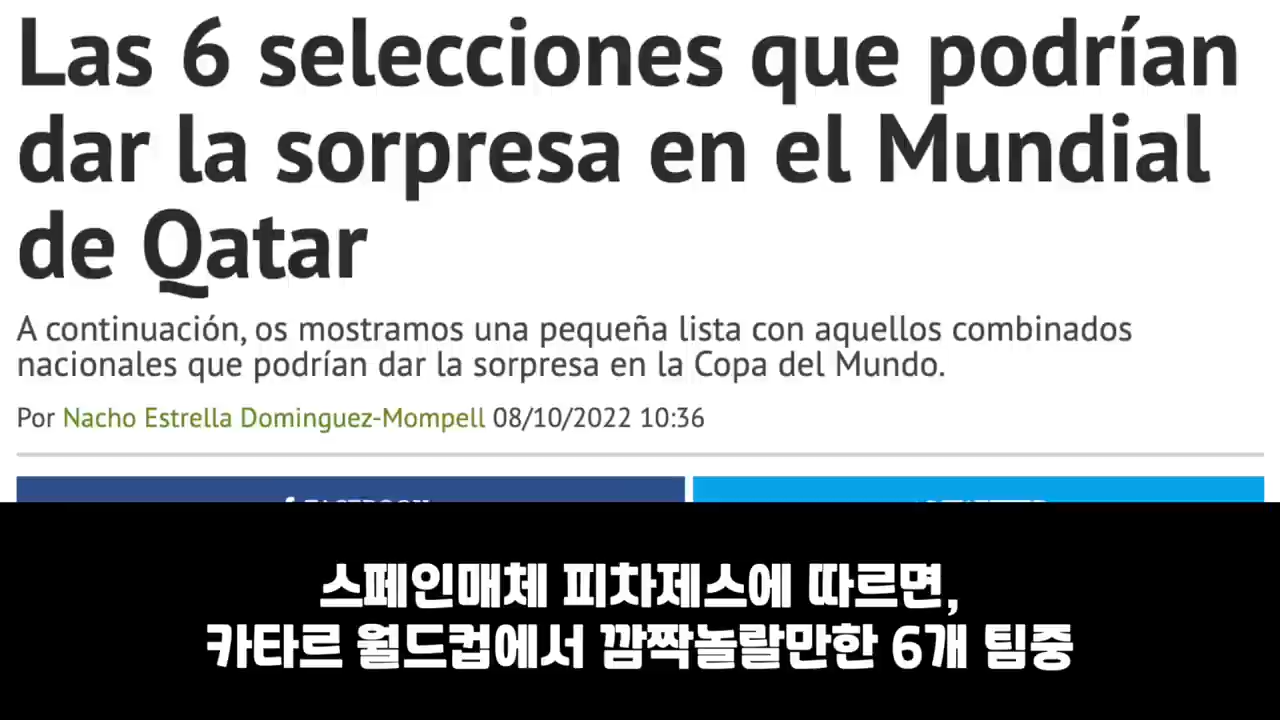 Las 6 selecciones que podrían
dar la sorpresa en el Mundial
de Qatar
A continuación, os mostramos una pequeña lista con aquellos combinados
nacionales que podrían dar la sorpresa en la Copa del Mundo.
Por Nacho Estrella Dominguez-Mompell 08/10/2022 10:36
스페인매체 피차제스에 따르면,
카타르 월드컵에서 깜짝놀랄만한 6개 팀중